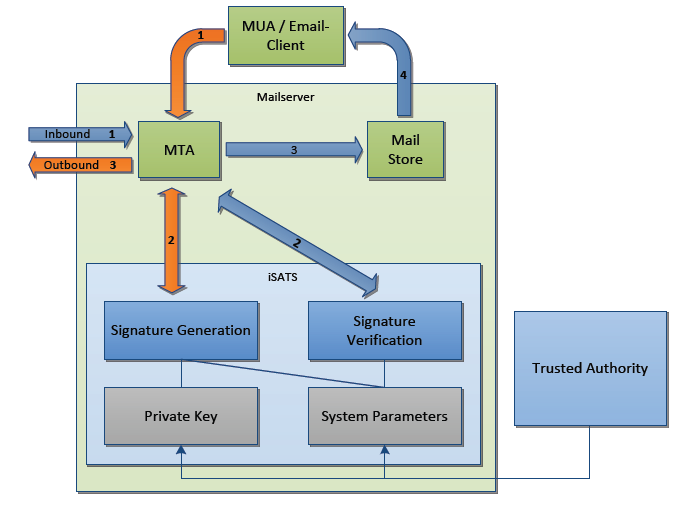 MUA / Email-
Client
1
4
Mailserver
Inbound 1
MTA
3
Mail
Store
Outbound 3
2
2
iSATS
Signature Generation
Signature
Verification
Trusted Authority
Private Key
System Parameters